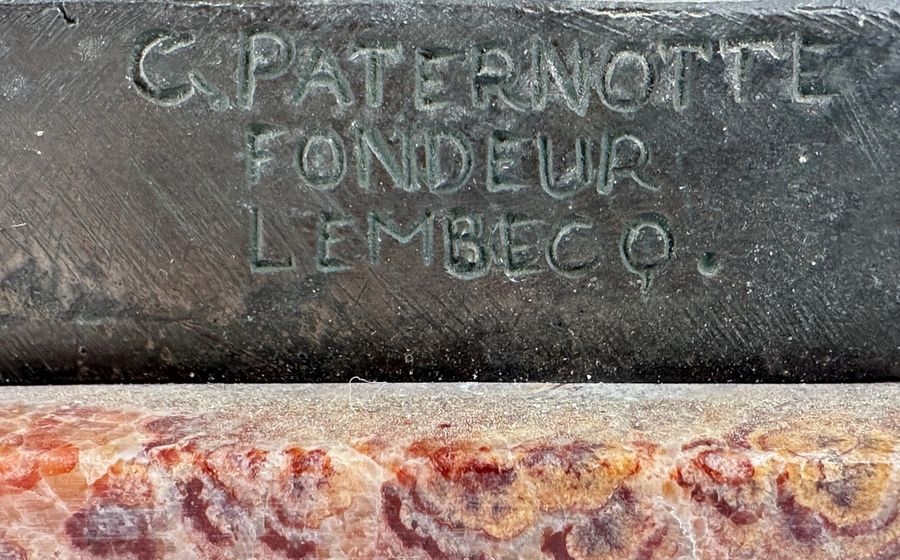 G. PATERNOTTE
FONDEUR
LEMBECQ.